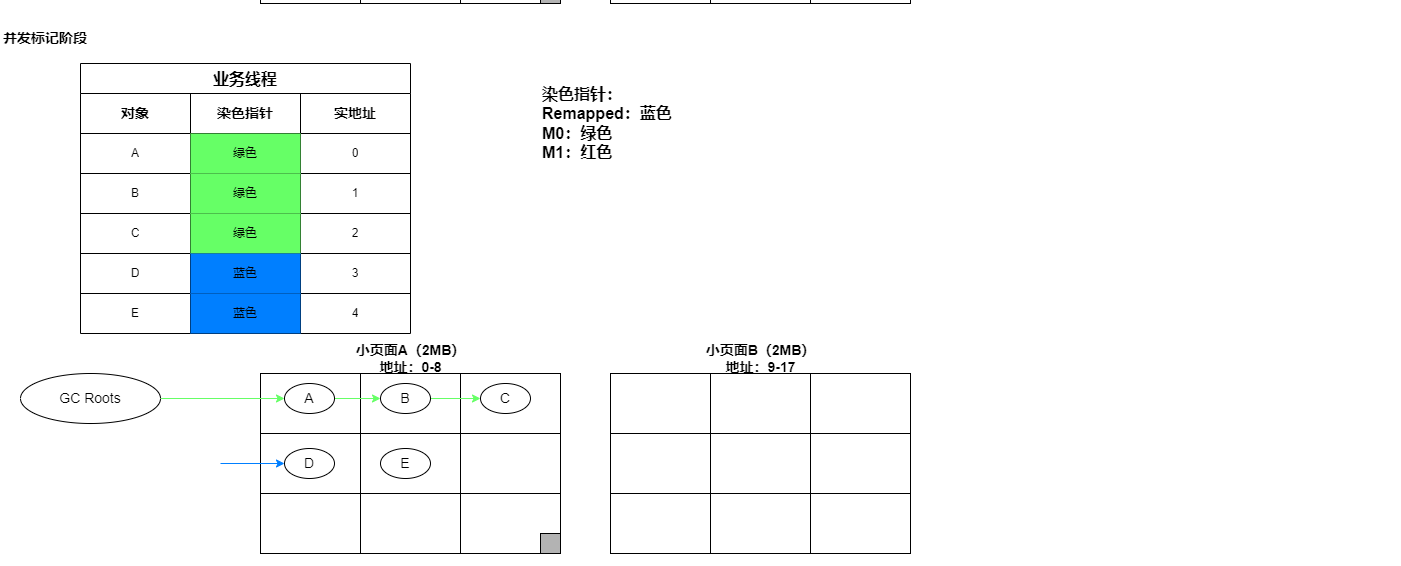 并发标记阶段
业务线程
对象 染色指针 实地址
A 绿色 0
B 绿色 1
C 绿色 2
D 蓝色 3
E 蓝色 4
染色指针：
Remapped：蓝色
M0：绿色
M1：红色
小页面A（2MB）
地址：0-8
小页面B（2MB）
地址：9-17
GC Roots
A B C
D E